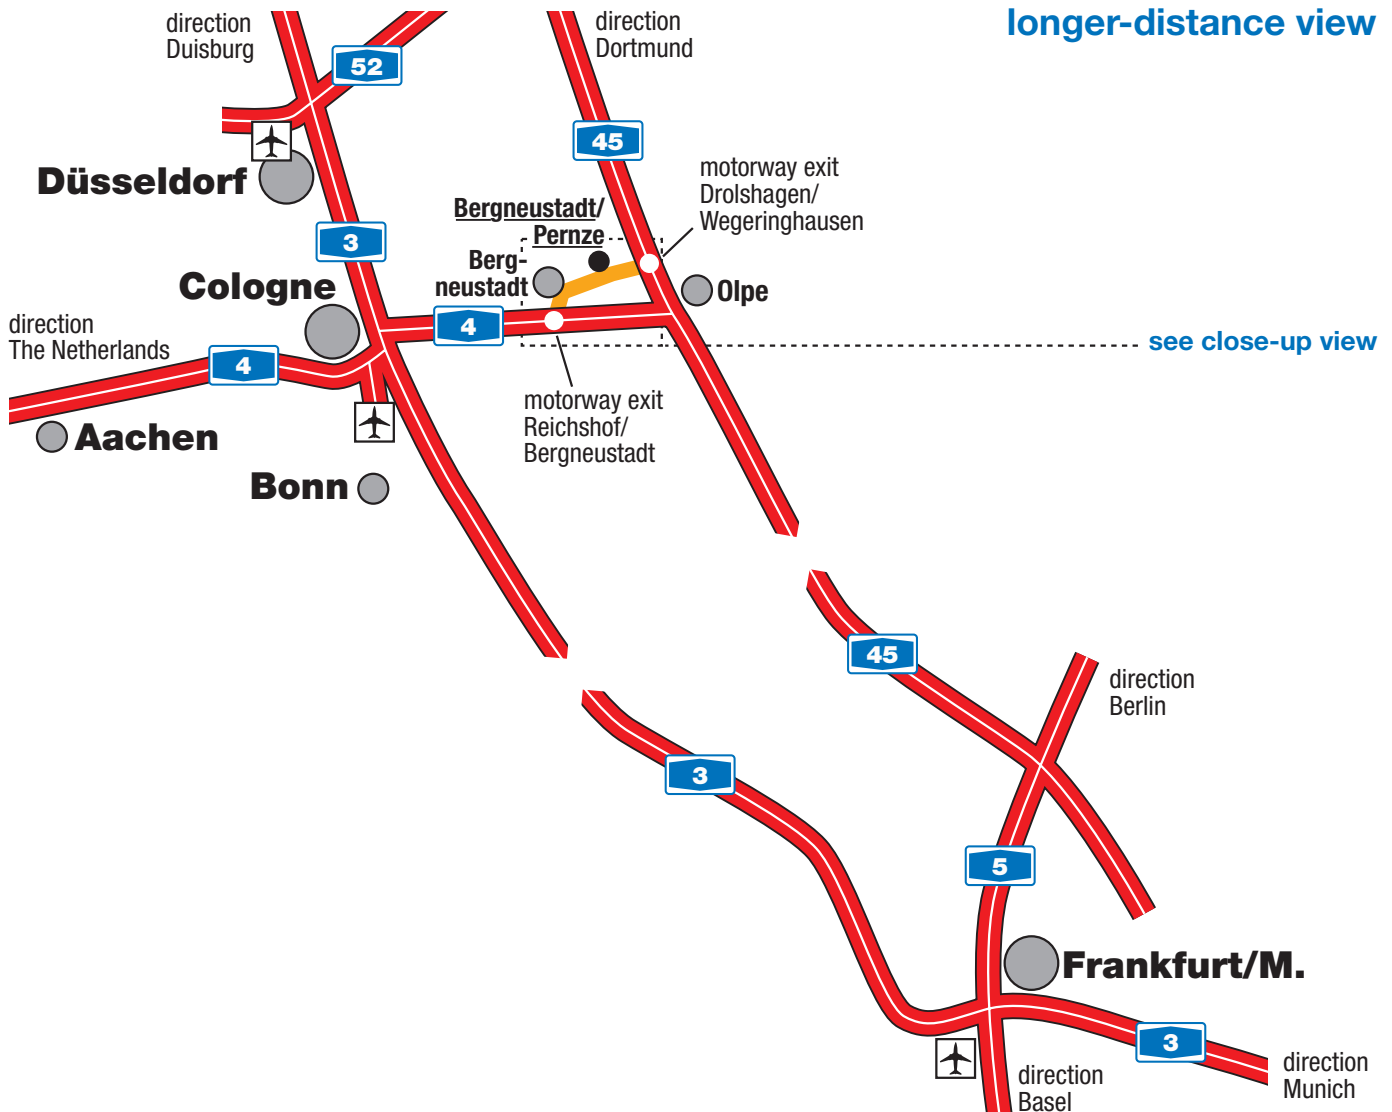 longer-distance view
direction
Duisburg
direction
Dortmund
52
45
motorway exit
Drolshagen/
Wegeringhausen
Düsseldorf
Bergneustadt/
Pernze
3
Berg-
neustadt
Cologne
Olpe
direction
The Netherlands
4
see close-up view
4
motorway exit
Reichshof/
Bergneustadt
Aachen
Bonn
45
direction
Berlin
3
5
Frankfurt/M.
3
direction
Munich
direction
Basel